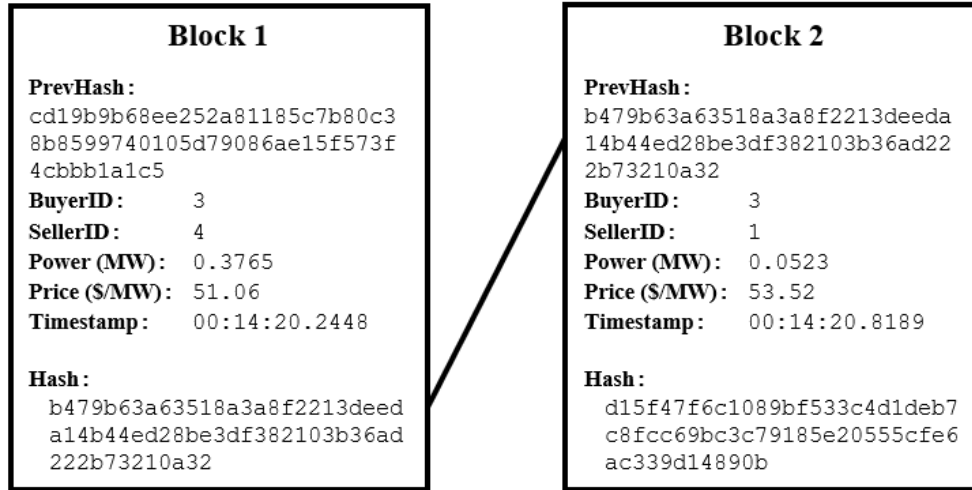 Block 1
PrevHash:
cd19b9b68ee252a81185c7b80c3
8b8599740105d79086ae15f573f
4cbbb1a1c5
BuyerID: 3
SellerID: 4
Power (MW): 0.3765
Price ($/MW): 51.06
Timestamp: 00:14:20.2448
Hash:
b479b63a63518a3a8f2213deed
a14b44ed28be3df382103b36ad
222b73210a32
Block 2
PrevHash:
b479b63a63518a3a8f2213deeda
14b44ed28be3df382103b36ad22
2b73210a32
BuyerID: 3
SellerID: 1
Power (MW): 0.0523
Price ($/MW): 53.52
Timestamp: 00:14:20.8189
Hash:
d15f47f6c1089bf533c4d1deb7
c8fcc69bc3c79185e20555cfe6
ac339d14890b